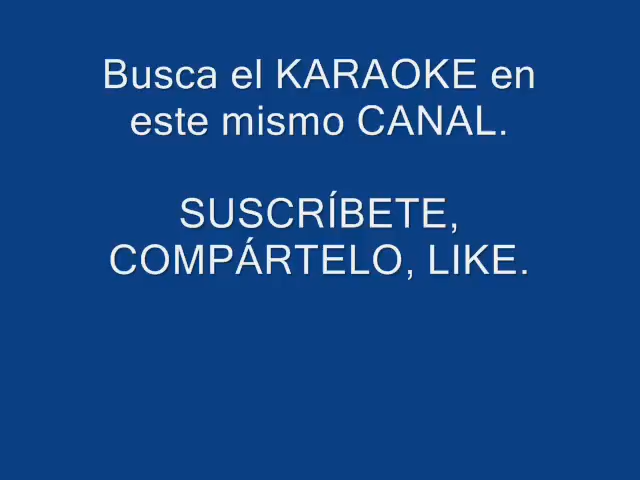 Busca el KARAOKE en
este mismo CANAL.
SUSCRÍBETE,
COMPÁRTELO, LIKE.